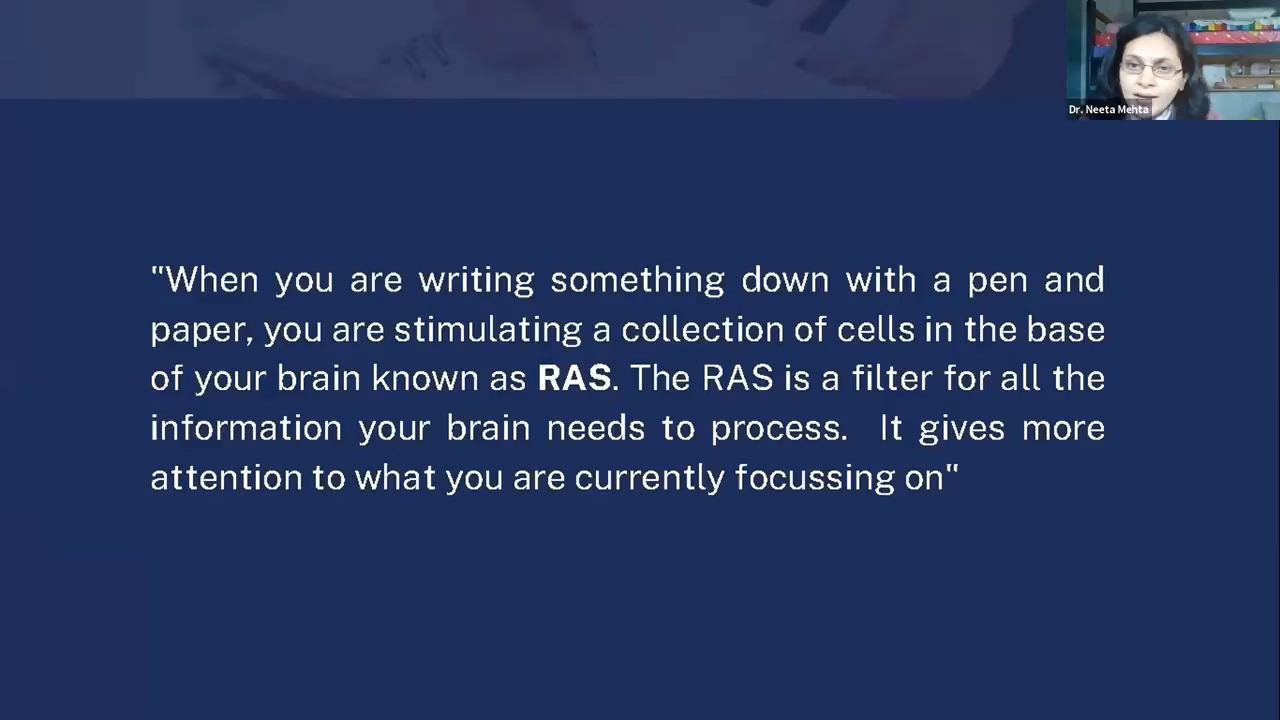 Dr. Neeta Mehta
"When you are writing something down with a pen and
paper, you are stimulating a collection of cells in the base
of your brain known as RAS. The RAS is a filter for all the
information your brain needs to process.  It gives more
attention to what you are currently focussing on"